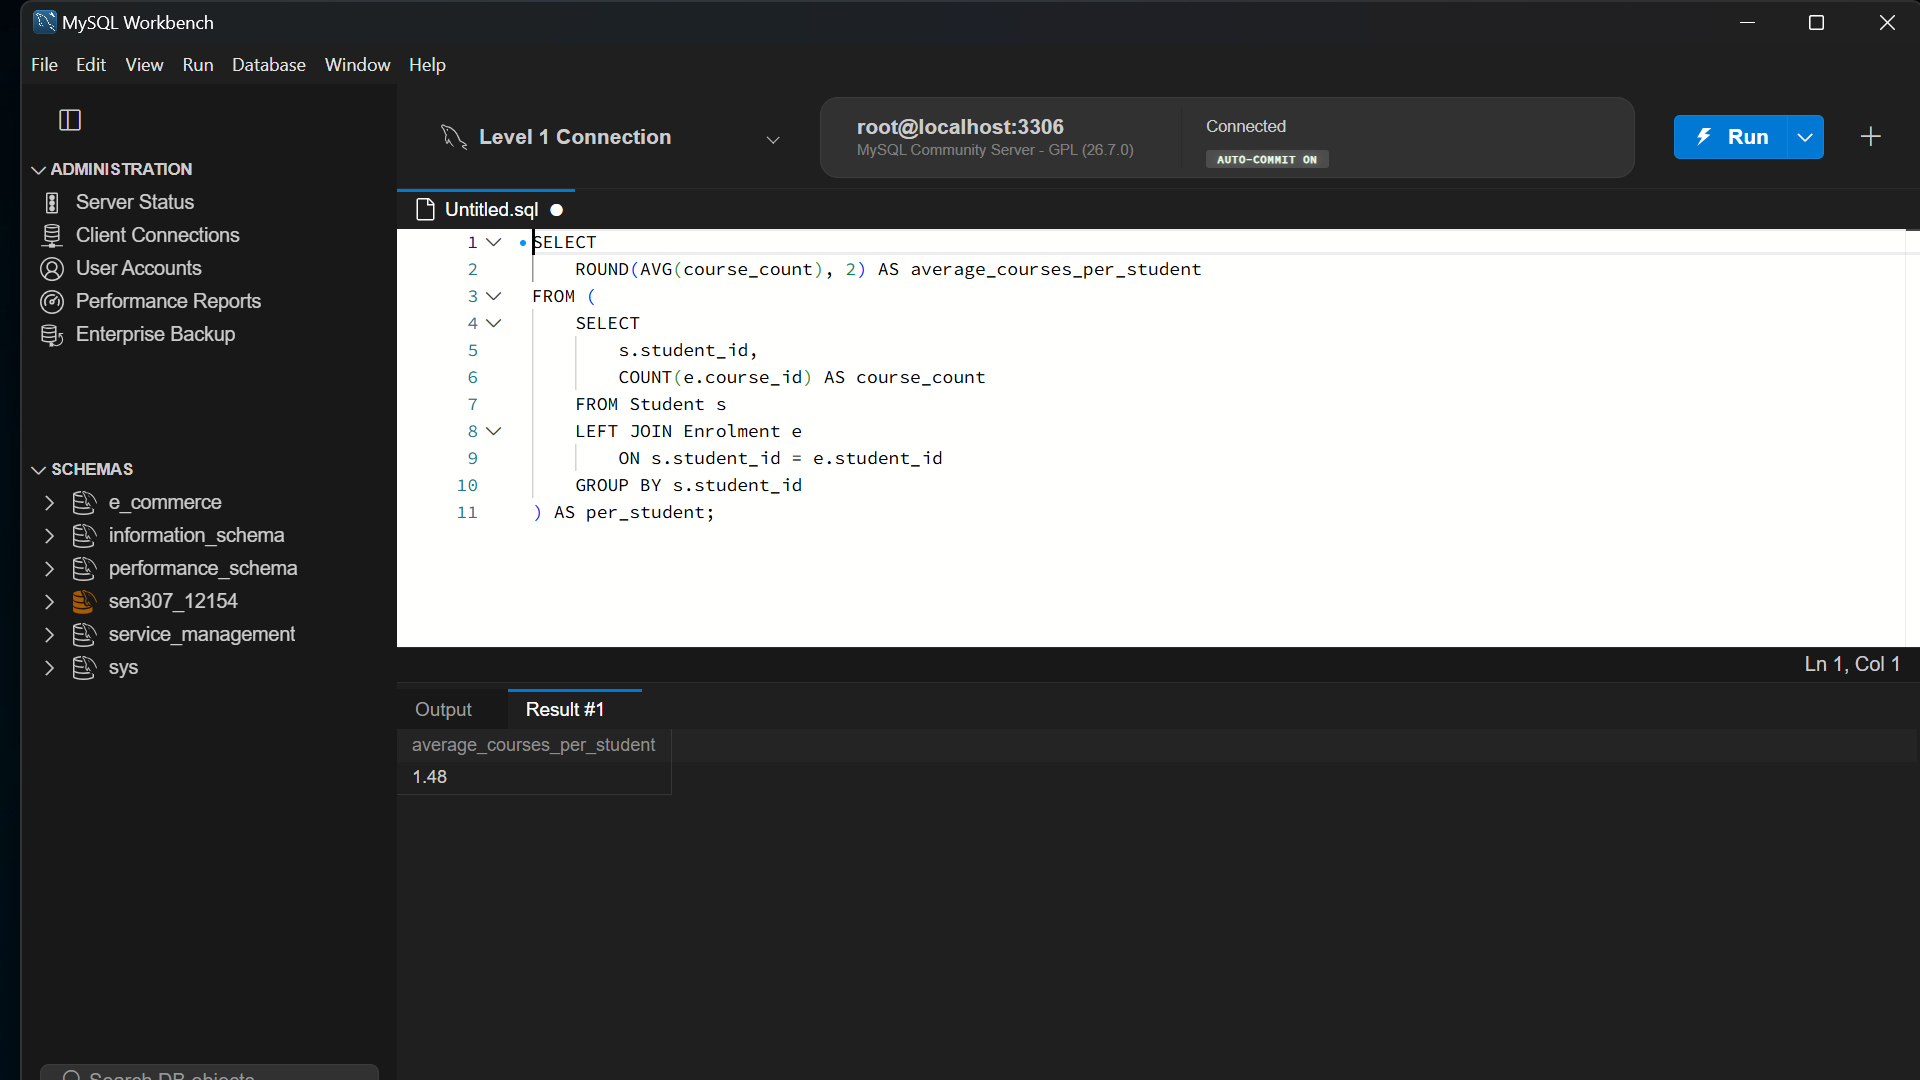 MySQL Workbench
File Edit View Run Database Window Help
Level 1 Connection
root@localhost:3306
MySQL Community Server - GPL (26.7.0)
Connected
AUTO-COMMIT ON
Run
ADMINISTRATION
Server Status
Client Connections
User Accounts
Performance Reports
Enterprise Backup
SCHEMAS
e_commerce
information_schema
performance_schema
sen307_12154
service_management
sys
Search DB objects
Untitled.sql
1 SELECT
2 ROUND(AVG(course_count), 2) AS average_courses_per_student
3 FROM (
4 SELECT
5 s.student_id,
6 COUNT(e.course_id) AS course_count
7 FROM Student s
8 LEFT JOIN Enrolment e
9 ON s.student_id = e.student_id
10 GROUP BY s.student_id
11 ) AS per_student;
Ln 1, Col 1
Output Result #1
average_courses_per_student
1.48